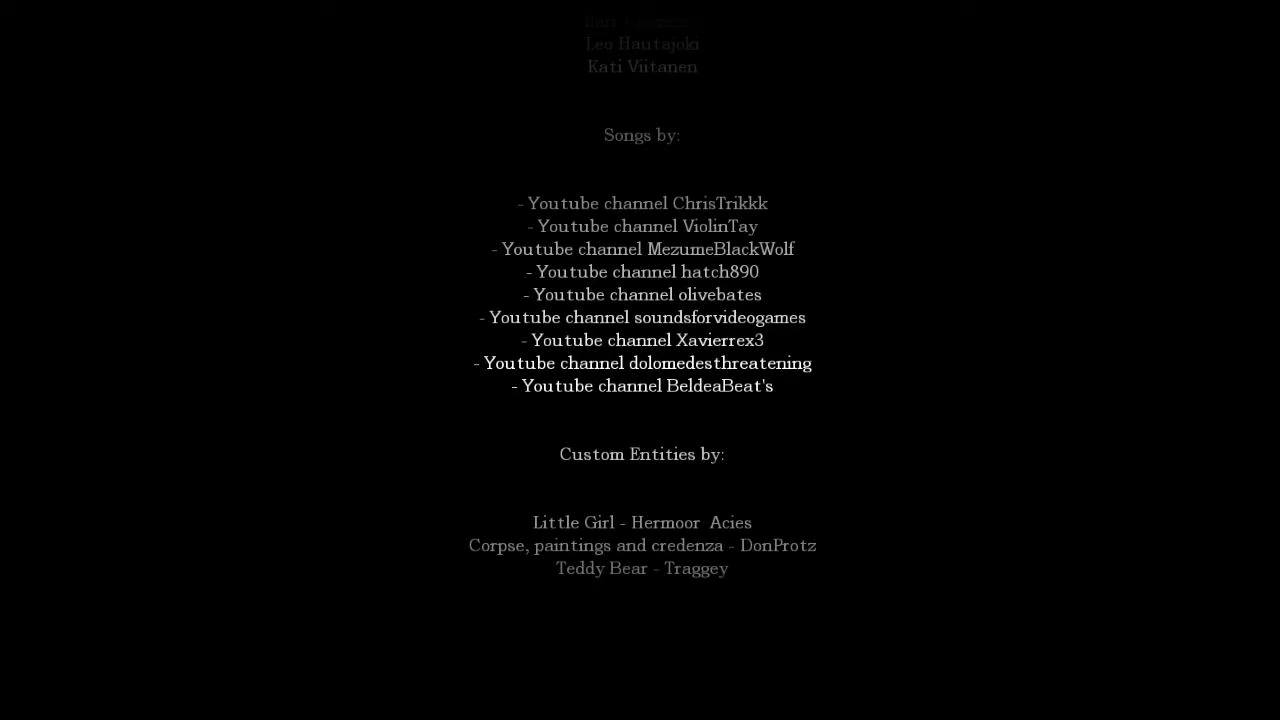 Leo Hautajoki
Kati Viitanen
Songs by:
- Youtube channel ChrisTrikkk
- Youtube channel ViolinTay
- Youtube channel MezumeBlackWolf
- Youtube channel hatch890
- Youtube channel olivebates
- Youtube channel soundsforvideogames
- Youtube channel Xavierrex3
- Youtube channel dolomedesthreatening
- Youtube channel BeldeaBeat's
Custom Entities by:
Little Girl - Hermoor Acies
Corpse, paintings and credenza - DonProtz
Teddy Bear - Traggey